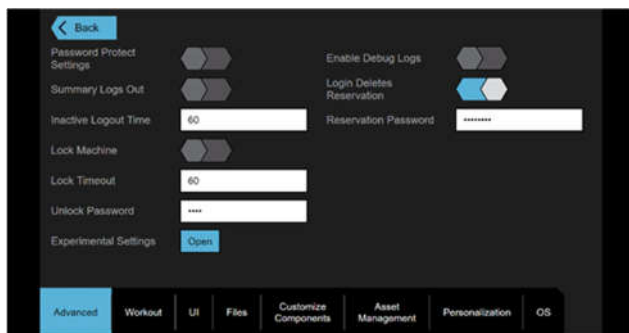 Back
Password Protect
Settings
Enable Debug Logs
Summary Logs Out
Login Deletes
Reservation
Inactive Logout Time
60
Reservation Password
••••••••
Lock Machine
Lock Timeout
60
Unlock Password
••••
Experimental Settings
Open
Advanced
Workout
UI
Files
Customize
Components
Asset
Management
Personalization
OS